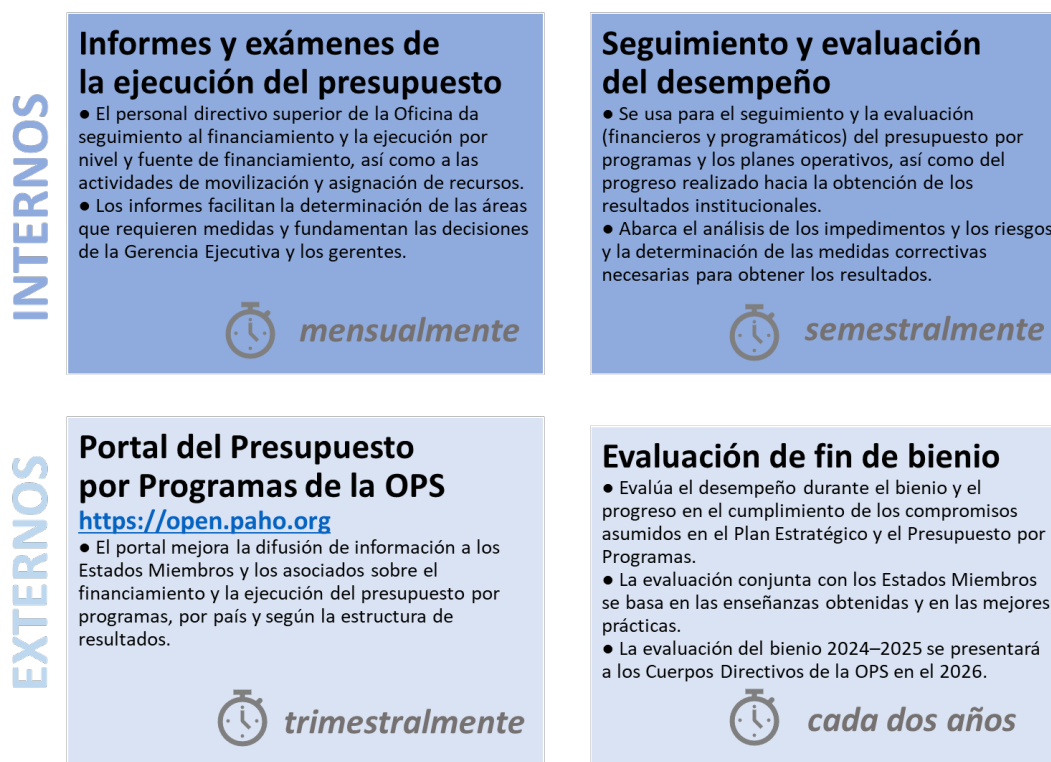 INTERNOS
Informes y exámenes de
la ejecución del presupuesto
● El personal directivo superior de la Oficina da
seguimiento al financiamiento y la ejecución por
nivel y fuente de financiamiento, así como a las
actividades de movilización y asignación de recursos.
● Los informes facilitan la determinación de las áreas
que requieren medidas y fundamentan las decisiones
de la Gerencia Ejecutiva y los gerentes.
mensualmente
Seguimiento y evaluación
del desempeño
● Se usa para el seguimiento y la evaluación
(financieros y programáticos) del presupuesto por
programas y los planes operativos, así como del
progreso realizado hacia la obtención de los
resultados institucionales.
● Abarca el análisis de los impedimentos y los riesgos
y la determinación de las medidas correctivas
necesarias para obtener los resultados.
semestralmente
EXTERNOS
Portal del Presupuesto
por Programas de la OPS
https://open.paho.org
● El portal mejora la difusión de información a los
Estados Miembros y los asociados sobre el
financiamiento y la ejecución del presupuesto por
programas, por país y según la estructura de
resultados.
trimestralmente
Evaluación de fin de bienio
● Evalúa el desempeño durante el bienio y el
progreso en el cumplimiento de los compromisos
asumidos en el Plan Estratégico y el Presupuesto por
Programas.
● La evaluación conjunta con los Estados Miembros
se basa en las enseñanzas obtenidas y en las mejores
prácticas.
● La evaluación del bienio 2024–2025 se presentará
a los Cuerpos Directivos de la OPS en el 2026.
cada dos años